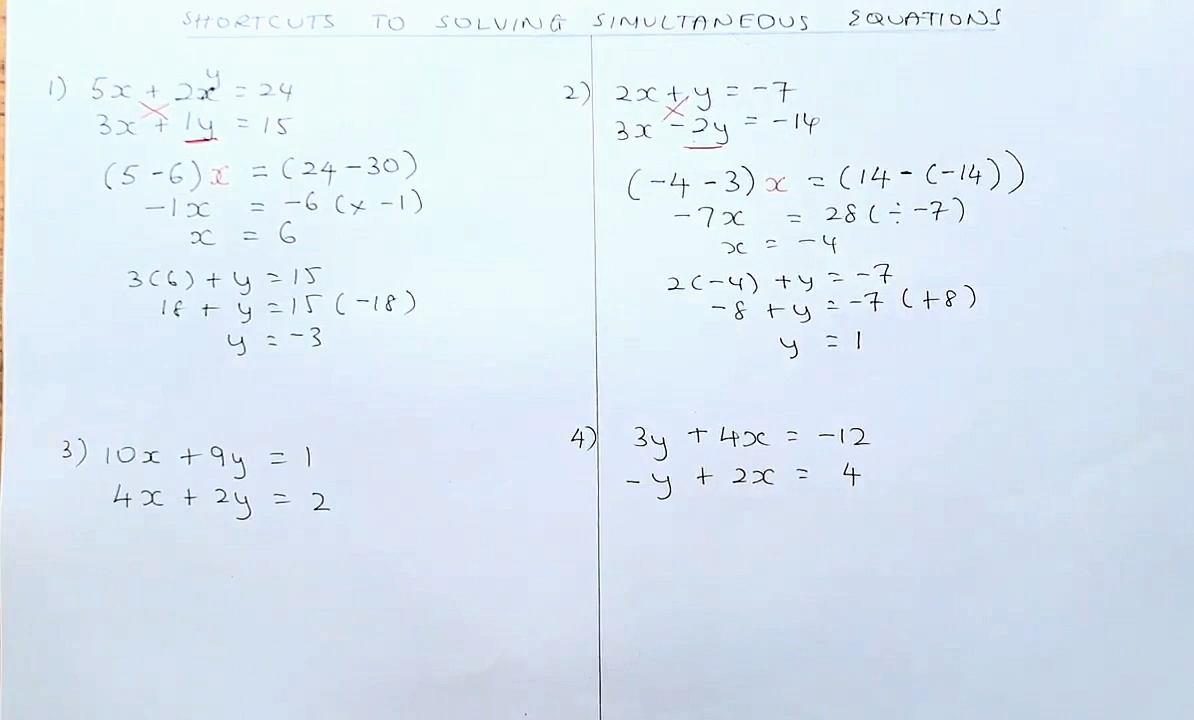 SHORTCUTS TO SOLVING SIMULTANEOUS EQUATIONS
1) 5x + 2y = 24
3x + 1y = 15
(5 - 6)x = (24 - 30)
-1x = -6 (x -1)
x = 6
3(6) + y = 15
18 + y = 15 (-18)
y = -3
2) 2x + y = -7
3x - 2y = -14
(-4 - 3) x = (14 - (-14))
-7x = 28 (÷ -7)
x = -4
2(-4) + y = -7
-8 + y = -7 (+8)
y = 1
3) 10x + 9y = 1
4x + 2y = 2
4) 3y + 4x = -12
-y + 2x = 4